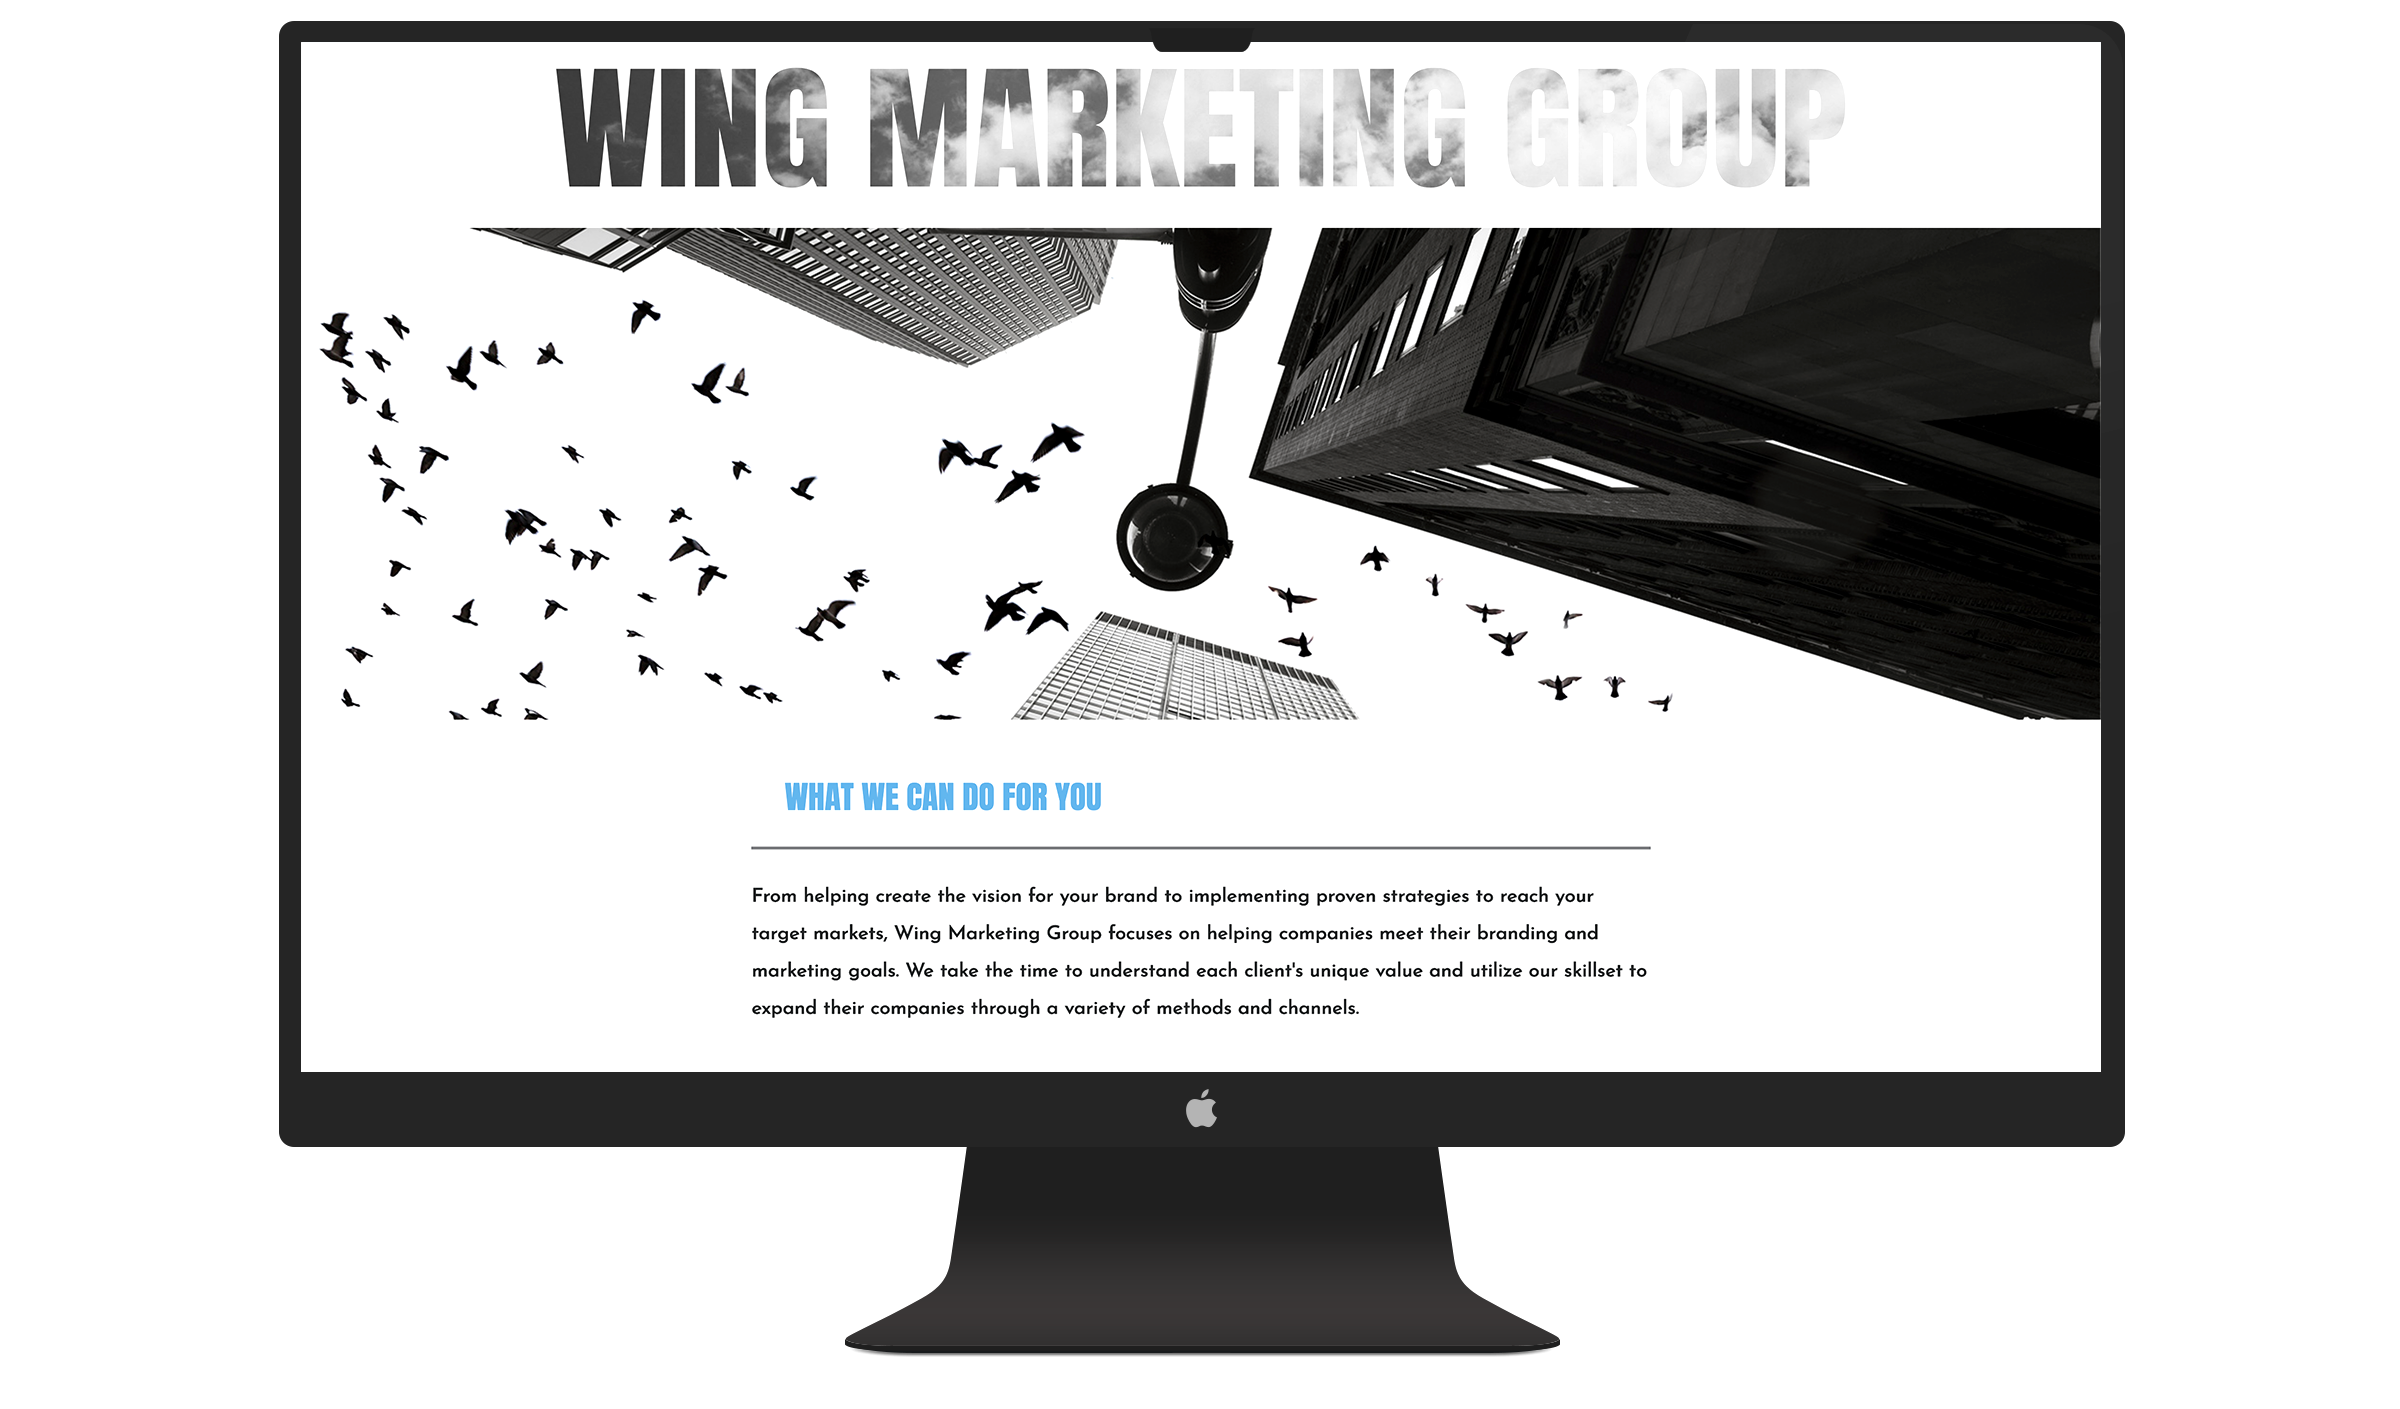 WING MARKETING GROUP
WHAT WE CAN DO FOR YOU
From helping create the vision for your brand to implementing proven strategies to reach your
target markets, Wing Marketing Group focuses on helping companies meet their branding and
marketing goals. We take the time to understand each client's unique value and utilize our skillset to
expand their companies through a variety of methods and channels.